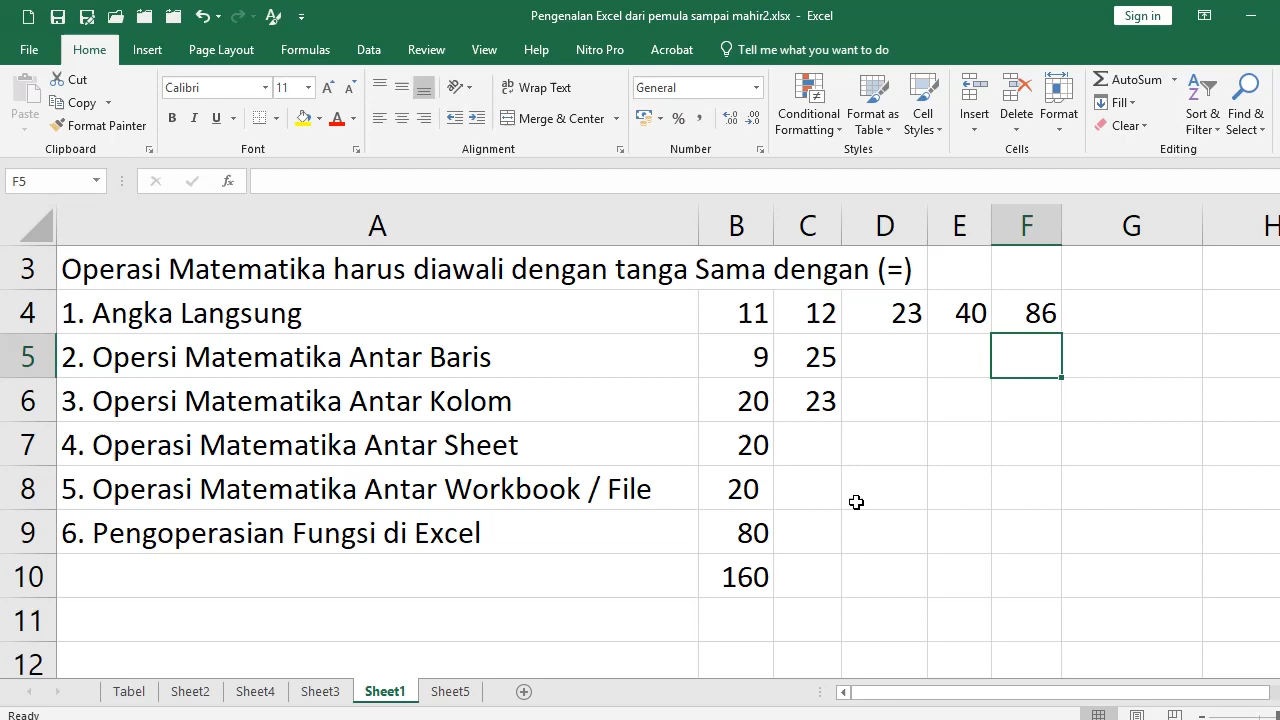 Pengenalan Excel dari pemula sampai mahir2.xlsx - Excel
Sign in
File Home Insert Page Layout Formulas Data Review View Help Nitro Pro Acrobat Tell me what you want to do
Paste
Cut
Copy
Format Painter
Clipboard
Calibri 11
B I U
Font
Wrap Text
Merge & Center
Alignment
General
%
Number
Conditional Formatting
Format as Table
Cell Styles
Styles
Insert Delete Format
Cells
AutoSum
Fill
Clear
Sort & Filter
Find & Select
Editing
F5 fx
A B C D E F G H
3 Operasi Matematika harus diawali dengan tanga Sama dengan (=)
4 1. Angka Langsung 11 12 23 40 86
5 2. Opersi Matematika Antar Baris 9 25
6 3. Opersi Matematika Antar Kolom 20 23
7 4. Operasi Matematika Antar Sheet 20
8 5. Operasi Matematika Antar Workbook / File 20
9 6. Pengoperasian Fungsi di Excel 80
10 160
11
12
Tabel Sheet2 Sheet4 Sheet3 Sheet1 Sheet5
Ready